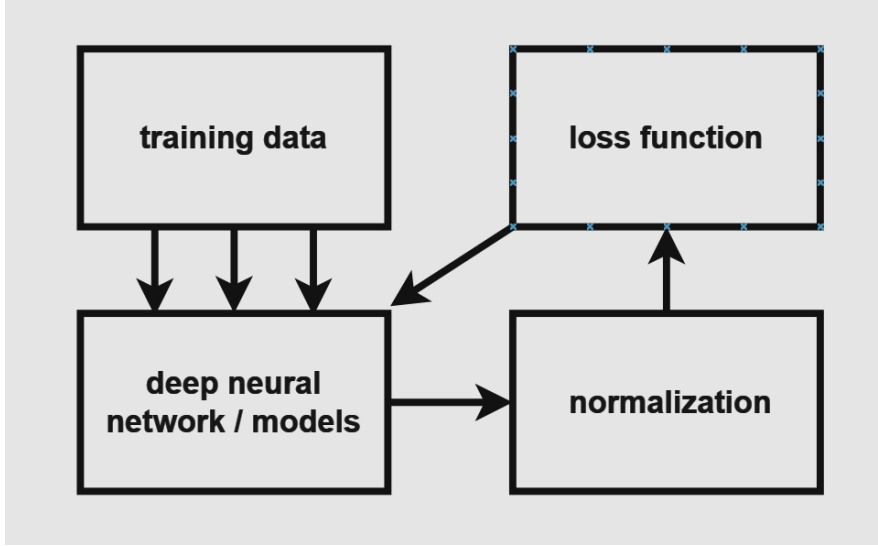 training data
loss function
deep neural
network / models
normalization